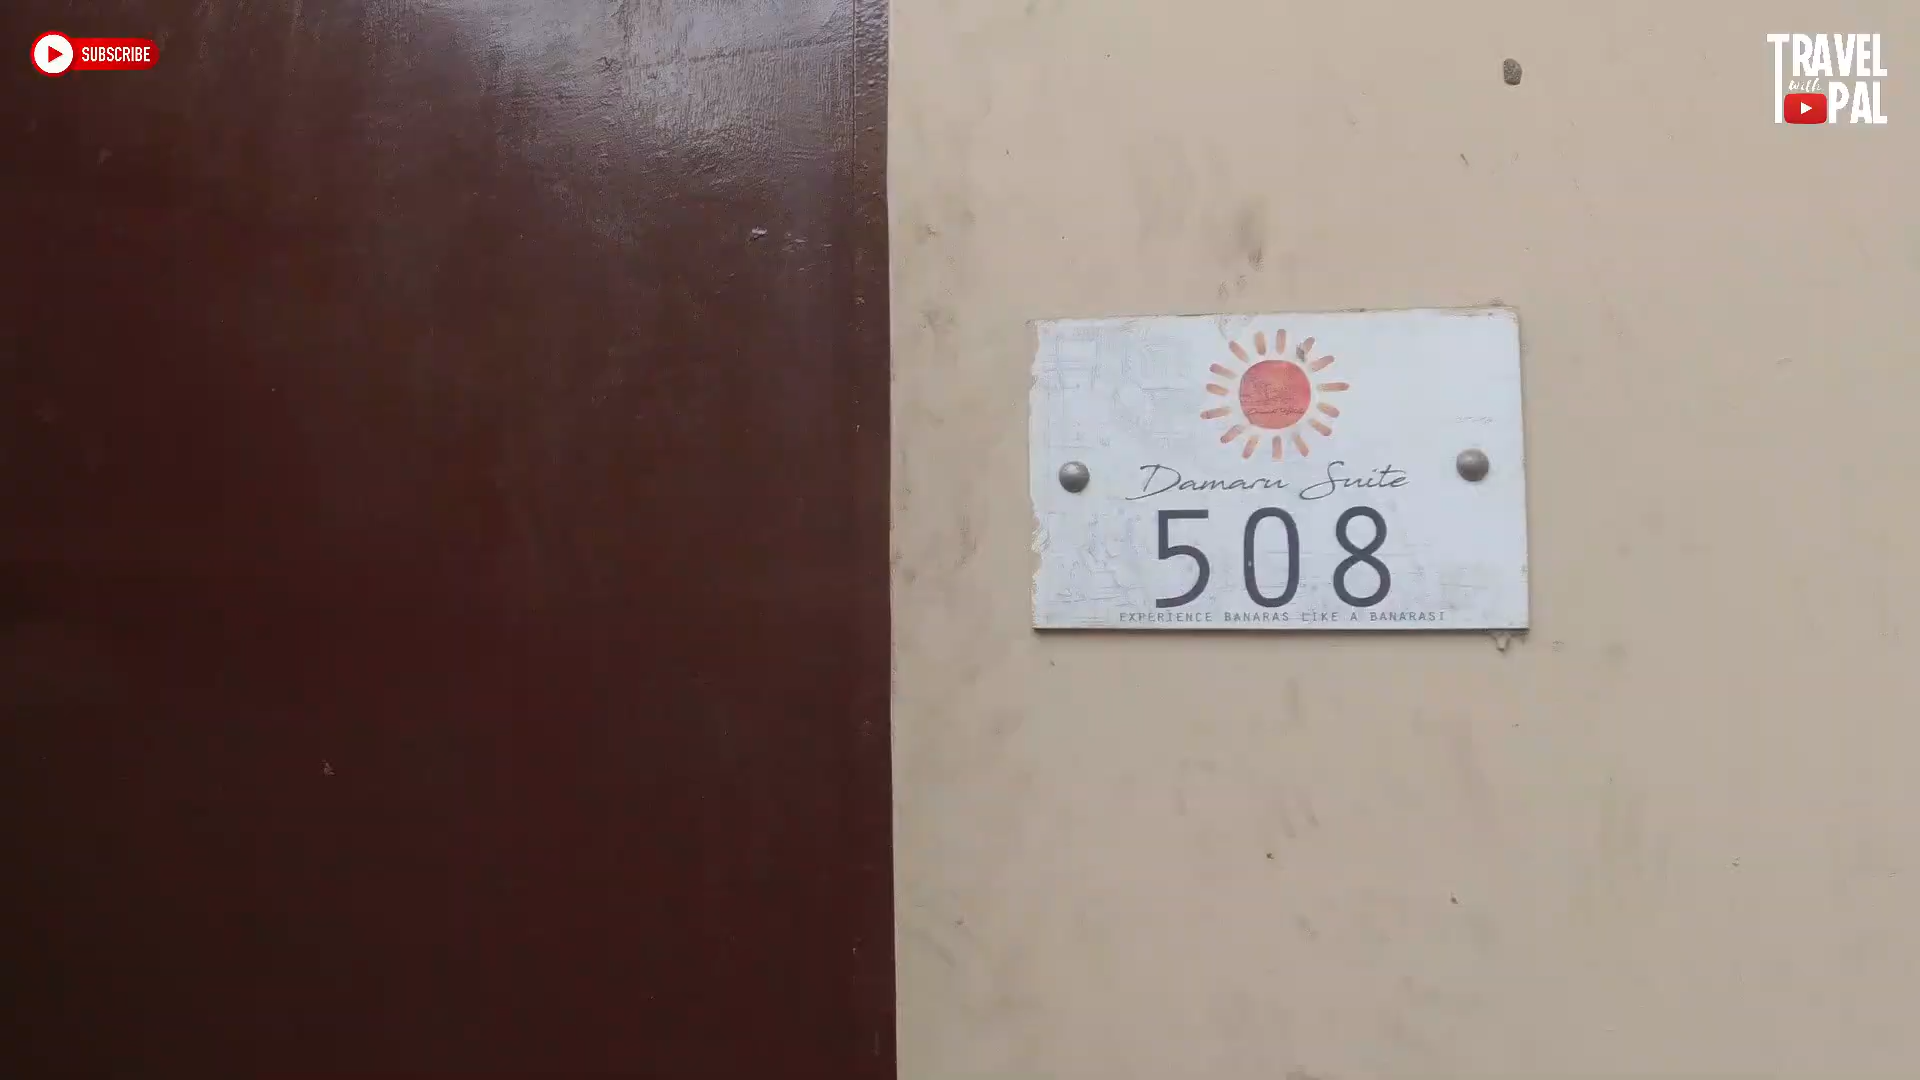 SUBSCRIBE
TRAVEL
with
PAL
Damaru Suite
508
EXPERIENCE BANARAS LIKE A BANARASI